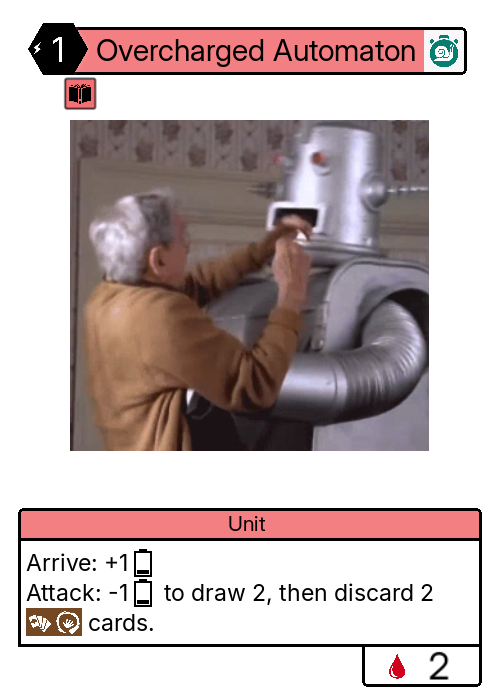 1 Overcharged Automaton
Unit
Arrive: +1
Attack: -1 to draw 2, then discard 2
cards.
2